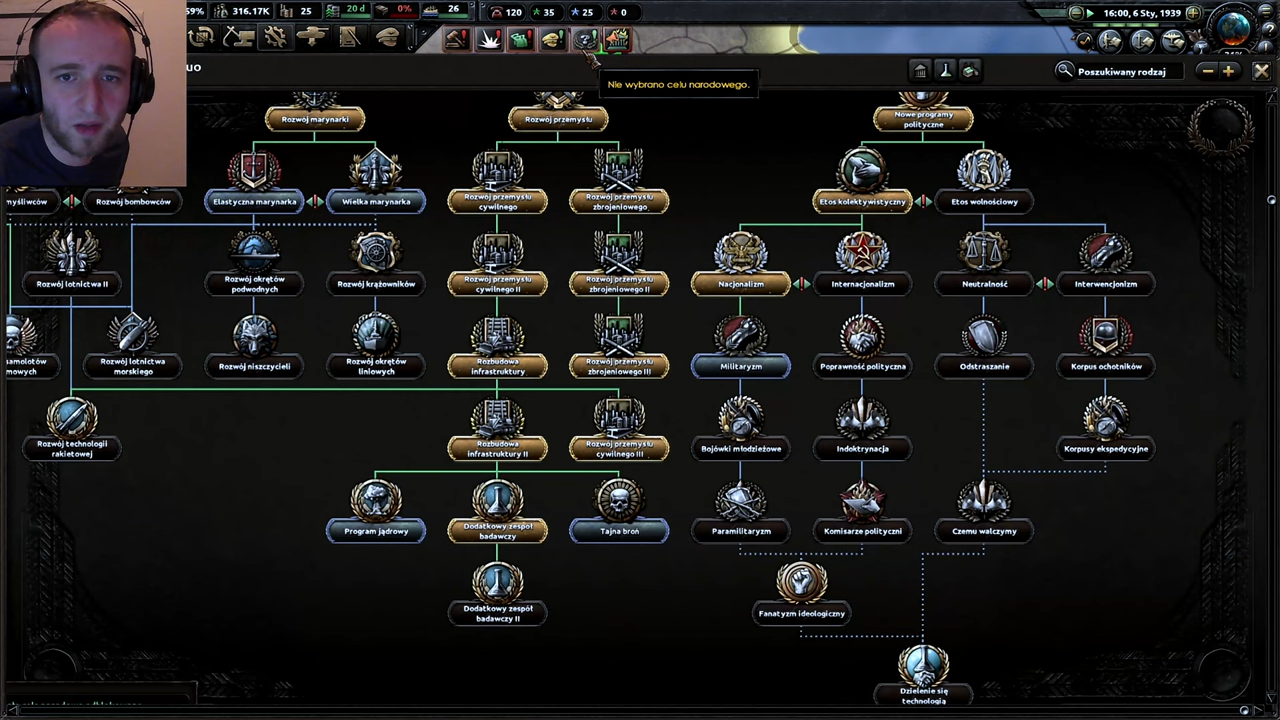 59%
316.17K
25
20 d
0%
26
120
35
25
0
16:00, 6 Sty, 1939
uo
Nie wybrano celu narodowego.
Poszukiwany rodzaj
Rozwój marynarki
Rozwój przemysłu
Nowe programy
polityczne
myśliwców
Rozwój bombowców
Elastyczna marynarka
Wielka marynarka
Rozwój przemysłu
cywilnego
Rozwój przemysłu
zbrojeniowego
Etos kolektywistyczny
Etos wolnościowy
Rozwój lotnictwa II
Rozwój okrętów
podwodnych
Rozwój krążowników
Rozwój przemysłu
cywilnego II
Rozwój przemysłu
zbrojeniowego II
Nacjonalizm
Internacjonalizm
Neutralność
Interwencjonizm
samolotów
mowych
Rozwój lotnictwa
morskiego
Rozwój niszczycieli
Rozwój okrętów
liniowych
Rozbudowa
infrastruktury
Rozwój przemysłu
zbrojeniowego III
Militaryzm
Poprawność polityczna
Odstraszanie
Korpus ochotników
Rozwój technologii
rakietowej
Rozbudowa
infrastruktury II
Rozwój przemysłu
cywilnego III
Bojówki młodzieżowe
Indoktrynacja
Korpusy ekspedycyjne
Program jądrowy
Dodatkowy zespół
badawczy
Tajna broń
Paramilitaryzm
Komisarze polityczni
Czemu walczymy
Dodatkowy zespół
badawczy II
Fanatyzm ideologiczny
Dzielenie się
technologią